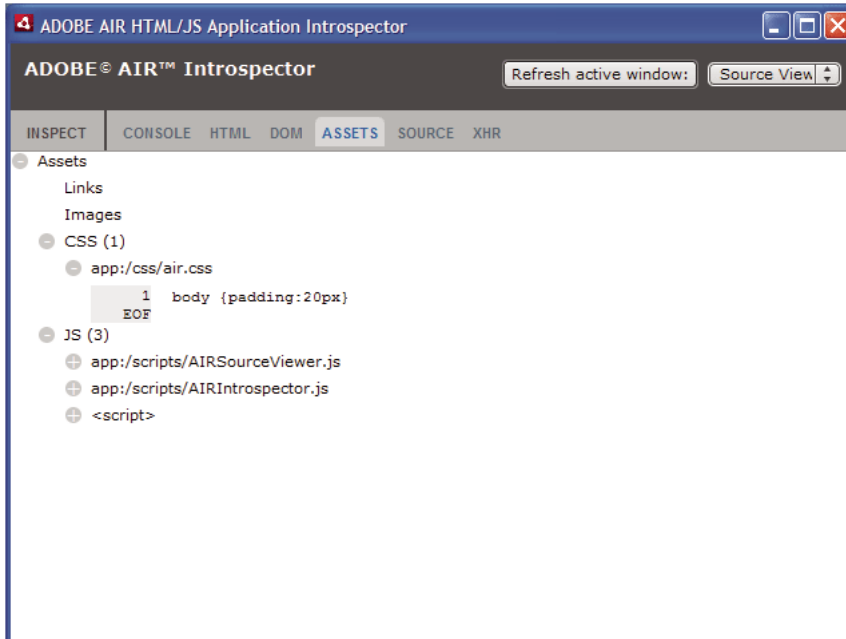 ADOBE AIR HTML/JS Application Introspector
ADOBE© AIR™ Introspector
Refresh active window: Source View
INSPECT CONSOLE HTML DOM ASSETS SOURCE XHR
Assets
Links
Images
CSS (1)
app:/css/air.css
1 body {padding:20px}
EOF
JS (3)
app:/scripts/AIRSourceViewer.js
app:/scripts/AIRIntrospector.js
<script>